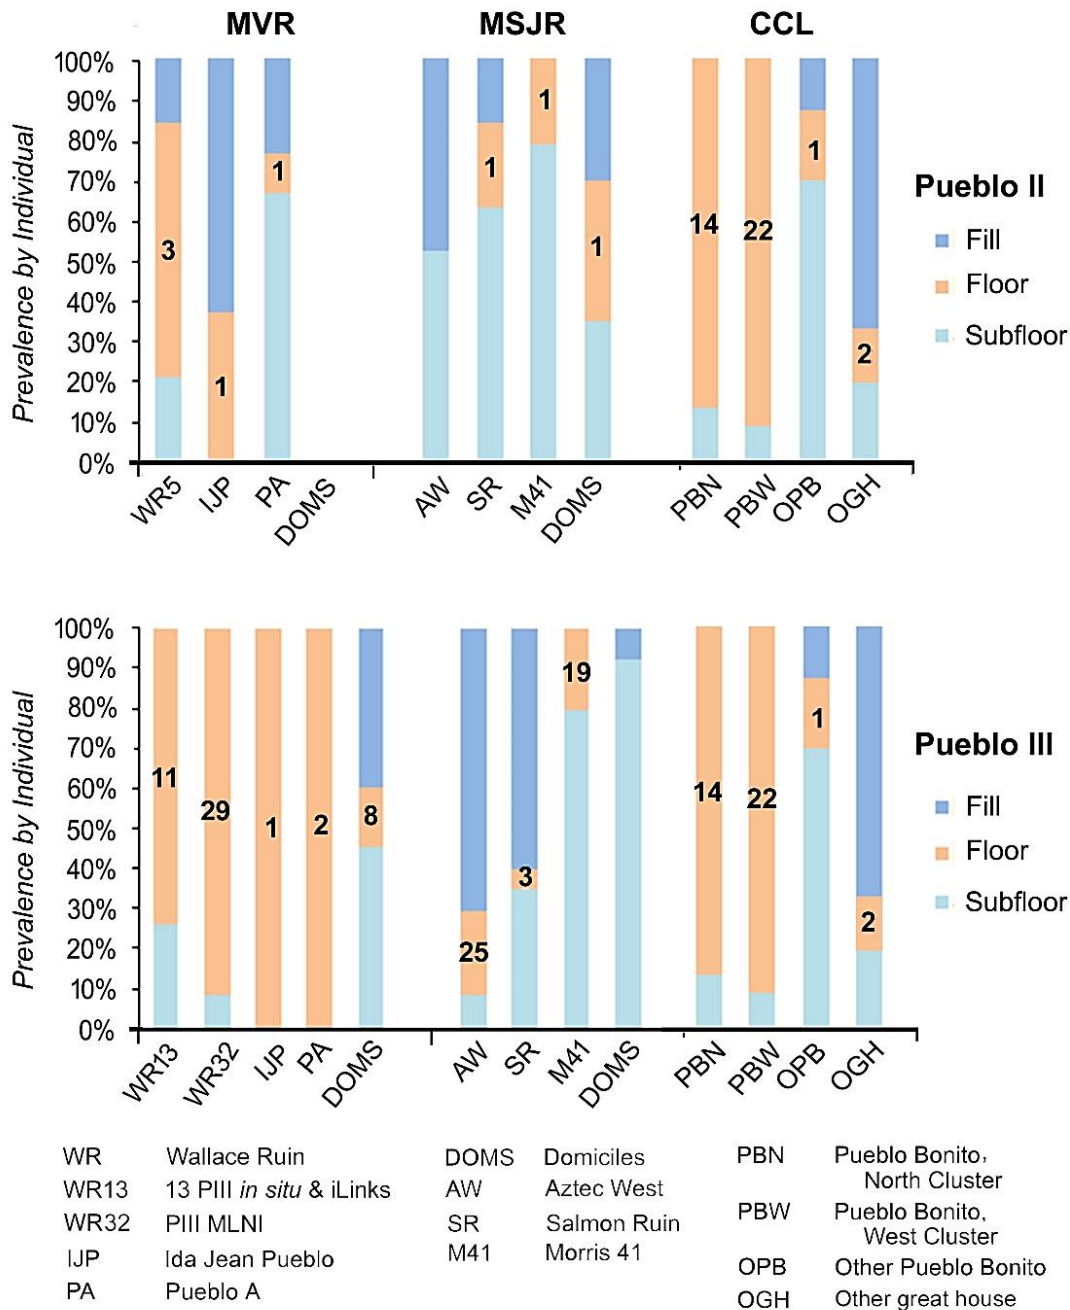 MVR MSJR CCL
Prevalence by Individual
100%
90%
80%
70%
60%
50%
40%
30%
20%
10%
0%
3 1 1 1 1 1 14 22 1 2
WR5 IJP PA DOMS AW SR M41 DOMS PBN PBW OPB OGH
Pueblo II
Fill
Floor
Subfloor
Prevalence by Individual
100%
90%
80%
70%
60%
50%
40%
30%
20%
10%
0%
11 29 1 2 8 25 3 19 14 22 1 2
WR13 WR32 IJP PA DOMS AW SR M41 DOMS PBN PBW OPB OGH
Pueblo III
Fill
Floor
Subfloor
WR Wallace Ruin
WR13 13 PIII in situ & iLinks
WR32 PIII MLNI
IJP Ida Jean Pueblo
PA Pueblo A
DOMS Domiciles
AW Aztec West
SR Salmon Ruin
M41 Morris 41
PBN Pueblo Bonito,
North Cluster
PBW Pueblo Bonito,
West Cluster
OPB Other Pueblo Bonito
OGH Other great house